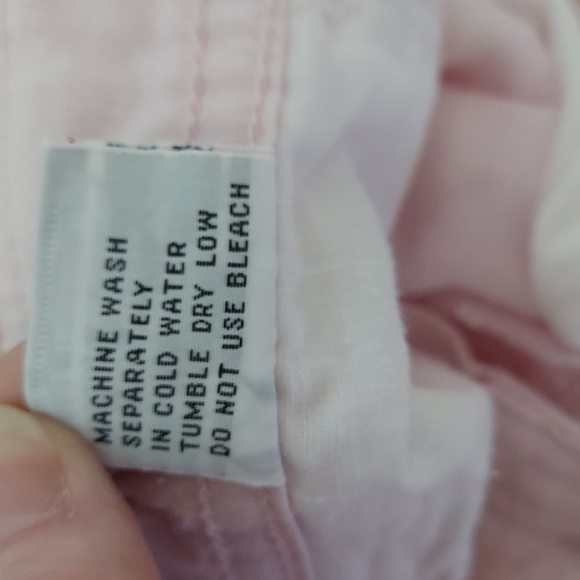 MACHINE WASH
SEPARATELY
IN COLD WATER
TUMBLE DRY LOW
DO NOT USE BLEACH